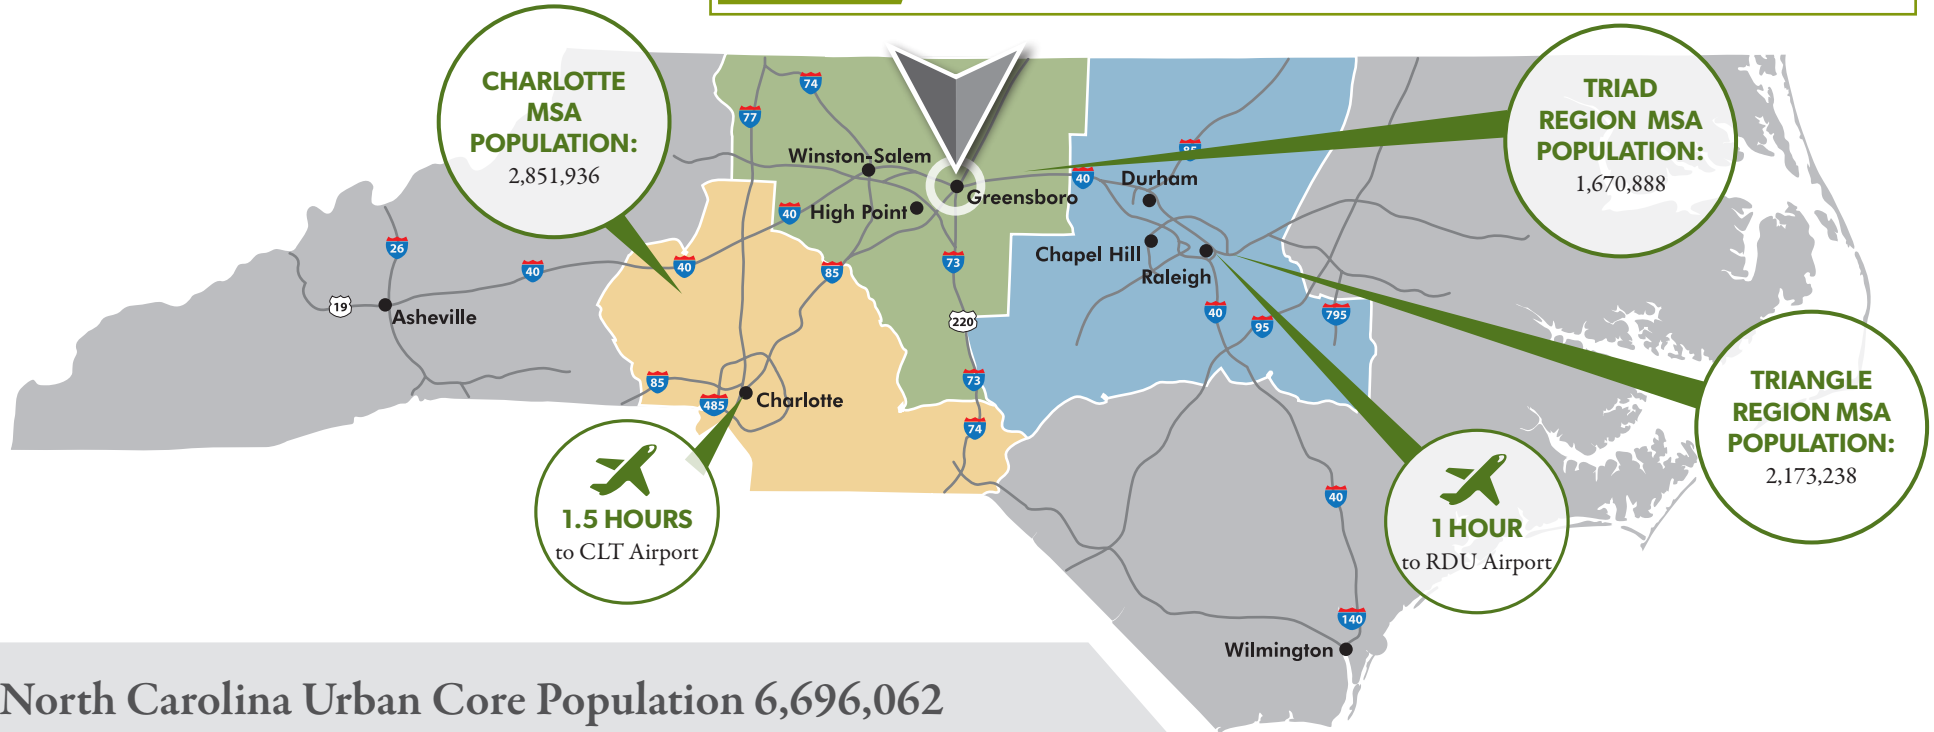 CHARLOTTE
MSA
POPULATION:
2,851,936
TRIAD
REGION MSA
POPULATION:
1,670,888
74
77
85
Winston-Salem
40
Durham
Greensboro
High Point
40
26
40
40
85
73
Chapel Hill
Raleigh
19
Asheville
220
40
95
795
85
485
Charlotte
73
74
TRIANGLE
REGION MSA
POPULATION:
2,173,238
1.5 HOURS
to CLT Airport
1 HOUR
to RDU Airport
40
140
Wilmington
North Carolina Urban Core Population 6,696,062